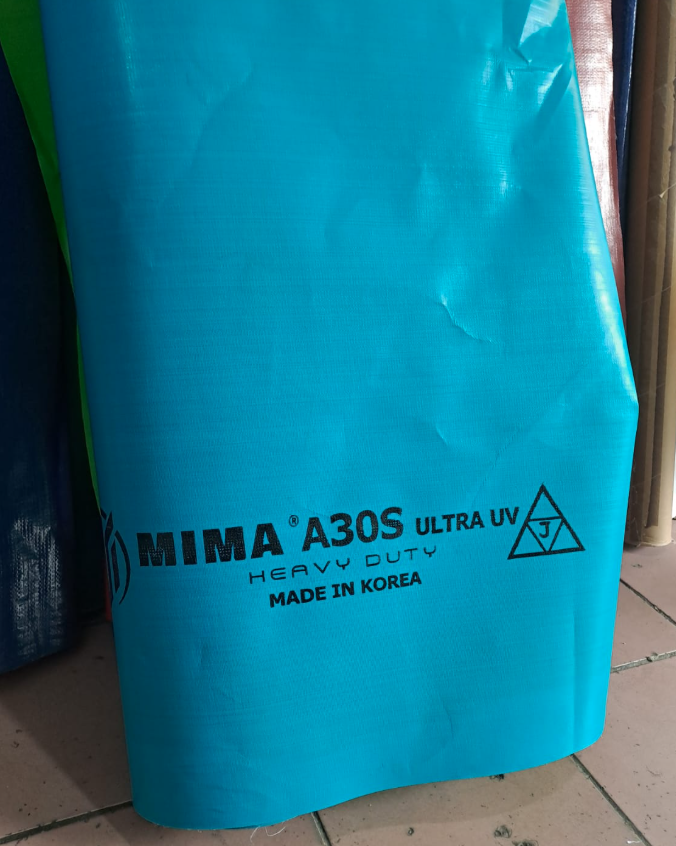 MIMA® A30S ULTRA UV J
HEAVY DUTY
MADE IN KOREA